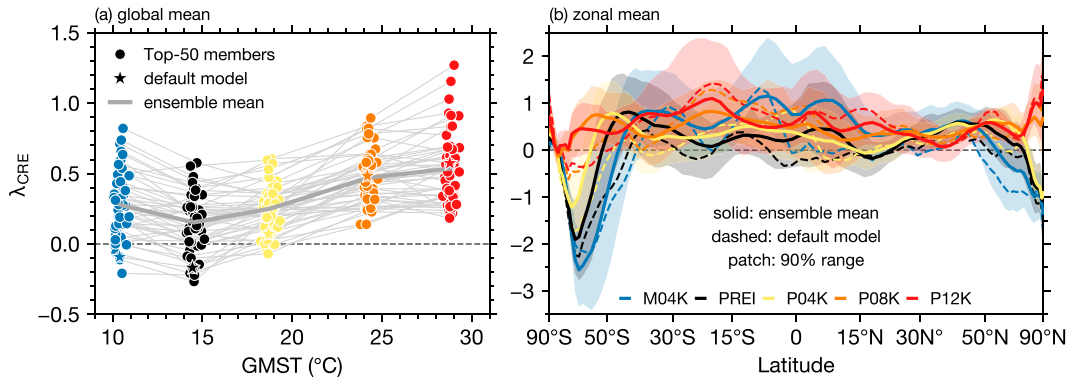 (a) global mean
1.5
1.0
0.5
0.0
−0.5
λCRE
Top-50 members
default model
ensemble mean
10 15 20 25 30
GMST (°C)
(b) zonal mean
2
1
0
−1
−2
−3
solid: ensemble mean
dashed: default model
patch: 90% range
M04K PREI P04K P08K P12K
90°S 50°S 30°S 15°S 0 15°N 30N° 50°N 90°N
Latitude